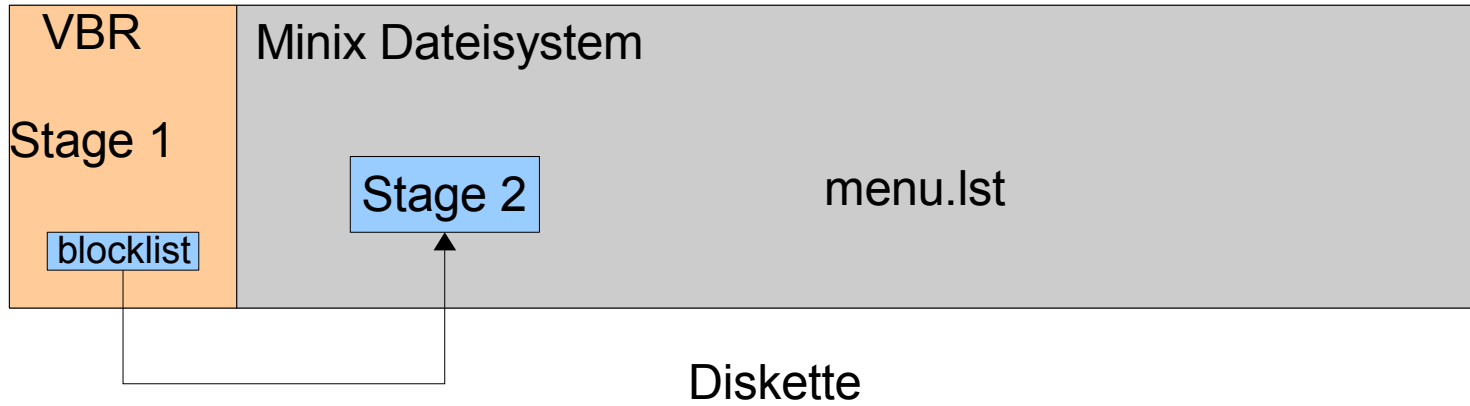 VBR
Minix Dateisystem
Stage 1
Stage 2
menu.lst
blocklist
Diskette